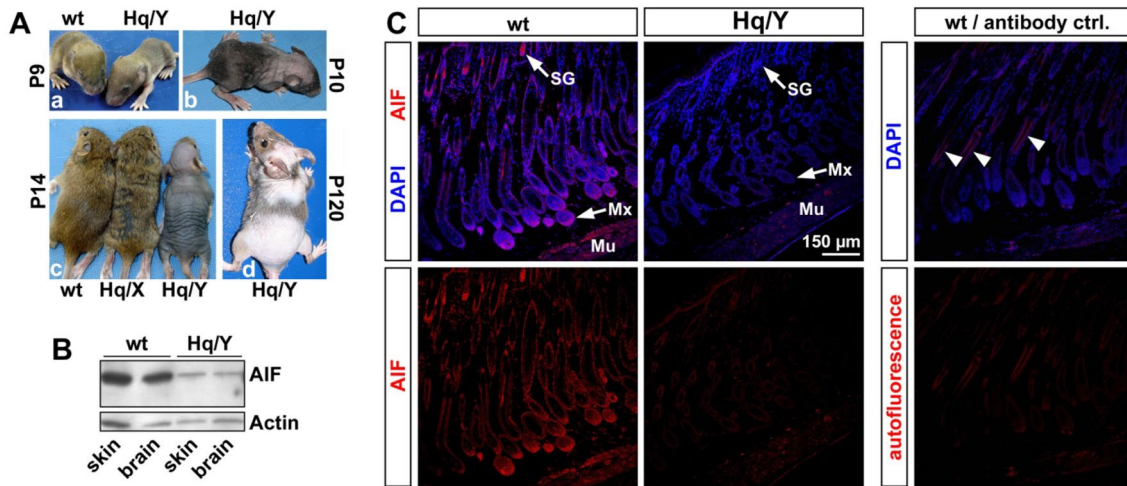 A
wt Hq/Y Hq/Y
P9
a
b
P10
P14
c
d
P120
wt Hq/X Hq/Y Hq/Y
B
wt Hq/Y
AIF
Actin
skin brain skin brain
C
wt Hq/Y wt / antibody ctrl.
DAPI AIF
SG
Mx
Mu
SG
Mx
Mu
150 µm
DAPI
AIF
autofluorescence